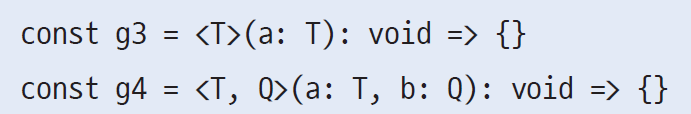 const g3 = <T>(a: T): void => {}
const g4 = <T, Q>(a: T, b: Q): void => {}